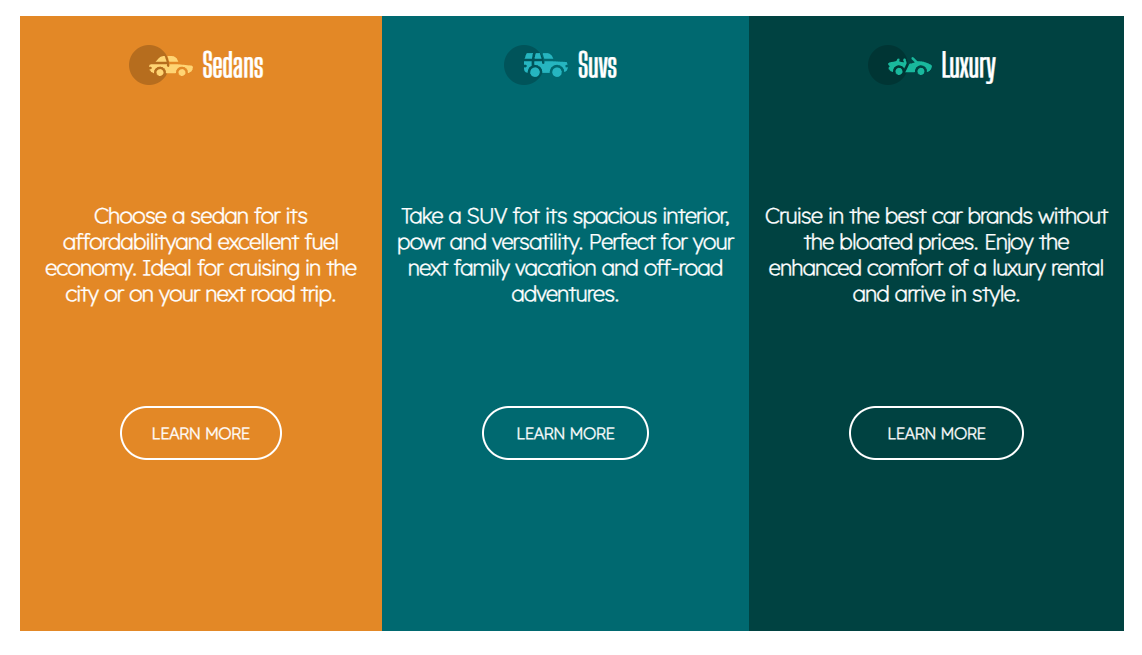 Sedans
Choose a sedan for its
affordabilityand excellent fuel
economy. Ideal for cruising in the
city or on your next road trip.
LEARN MORE
Suvs
Take a SUV fot its spacious interior,
powr and versatility. Perfect for your
next family vacation and off-road
adventures.
LEARN MORE
Luxury
Cruise in the best car brands without
the bloated prices. Enjoy the
enhanced comfort of a luxury rental
and arrive in style.
LEARN MORE